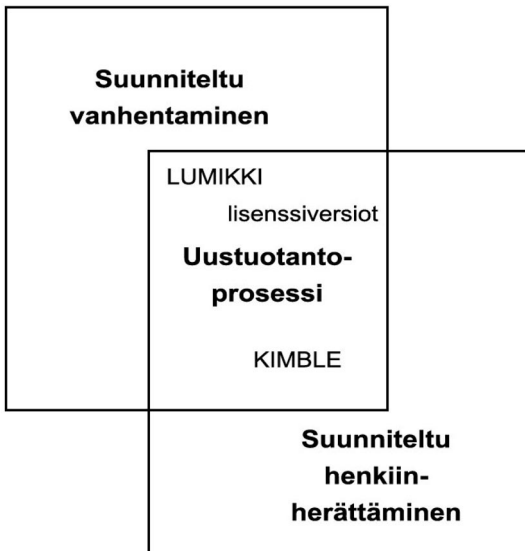 Suunniteltu
vanhentaminen
LUMIKKI
lisenssiversiot
Uustuotanto-
prosessi
KIMBLE
Suunniteltu
henkiin-
herättäminen